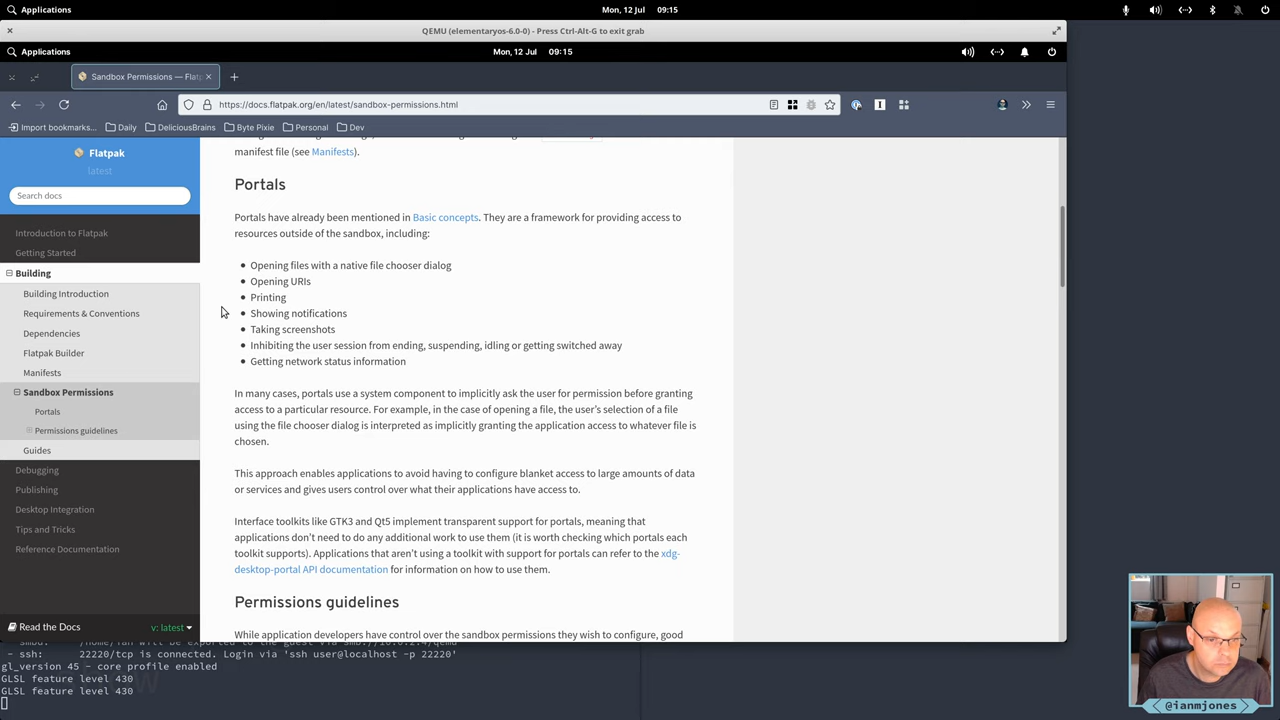 Applications
Mon, 12 Jul 09:15
QEMU (elementaryos-6.0-0) - Press Ctrl-Alt-G to exit grab
Applications
Mon, 12 Jul 09:15
Sandbox Permissions — Flat
https://docs.flatpak.org/en/latest/sandbox-permissions.html
Import bookmarks...
Daily
DeliciousBrains
Byte Pixie
Personal
Dev
Flatpak
latest
Search docs
Introduction to Flatpak
Getting Started
Building
Building Introduction
Requirements & Conventions
Dependencies
Flatpak Builder
Manifests
Sandbox Permissions
Portals
Permissions guidelines
Guides
Debugging
Publishing
Desktop Integration
Tips and Tricks
Reference Documentation
Read the Docs
v: latest
manifest file (see Manifests).
Portals
Portals have already been mentioned in Basic concepts. They are a framework for providing access to
resources outside of the sandbox, including:
Opening files with a native file chooser dialog
Opening URIs
Printing
Showing notifications
Taking screenshots
Inhibiting the user session from ending, suspending, idling or getting switched away
Getting network status information
In many cases, portals use a system component to implicitly ask the user for permission before granting
access to a particular resource. For example, in the case of opening a file, the user's selection of a file
using the file chooser dialog is interpreted as implicitly granting the application access to whatever file is
chosen.
This approach enables applications to avoid having to configure blanket access to large amounts of data
or services and gives users control over what their applications have access to.
Interface toolkits like GTK3 and Qt5 implement transparent support for portals, meaning that
applications don't need to do any additional work to use them (it is worth checking which portals each
toolkit supports). Applications that aren't using a toolkit with support for portals can refer to the xdg-
desktop-portal API documentation for information on how to use them.
Permissions guidelines
While application developers have control over the sandbox permissions they wish to configure, good
- ssh: 22220/tcp is connected. Login via 'ssh user@localhost -p 22220'
gl_version 45 - core profile enabled
GLSL feature level 430
GLSL feature level 430
< @ianmjones >